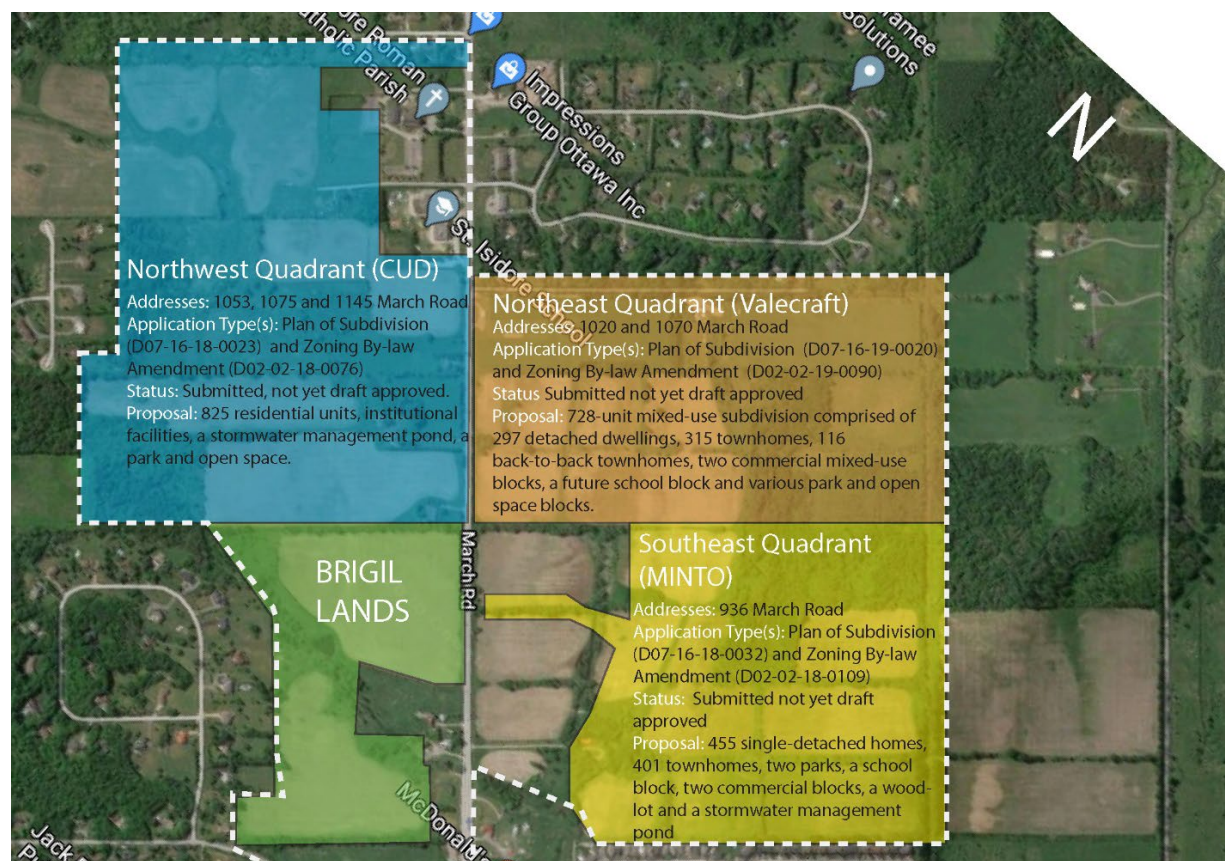 ore Roman
atholic Parish
Impressions
Group Ottawa Inc
ramee
Solutions
N
St. Isidore School
Northwest Quadrant (CUD)
Addresses: 1053, 1075 and 1145 March Road
Application Type(s): Plan of Subdivision
(D07-16-18-0023) and Zoning By-law
Amendment (D02-02-18-0076)
Status: Submitted, not yet draft approved.
Proposal: 825 residential units, institutional
facilities, a stormwater management pond, a
park and open space.
Northeast Quadrant (Valecraft)
Addresses: 1020 and 1070 March Road
Application Type(s): Plan of Subdivision (D07-16-19-0020)
and Zoning By-law Amendment (D02-02-19-0090)
Status Submitted not yet draft approved
Proposal: 728-unit mixed-use subdivision comprised of
297 detached dwellings, 315 townhomes, 116
back-to-back townhomes, two commercial mixed-use
blocks, a future school block and various park and open
space blocks.
BRIGIL
LANDS
March Rd
Southeast Quadrant
(MINTO)
Addresses: 936 March Road
Application Type(s): Plan of Subdivision
(D07-16-18-0032) and Zoning By-law
Amendment (D02-02-18-0109)
Status: Submitted not yet draft
approved
Proposal: 455 single-detached homes,
401 townhomes, two parks, a school
block, two commercial blocks, a wood-
lot and a stormwater management
pond
McDonald's
Jack